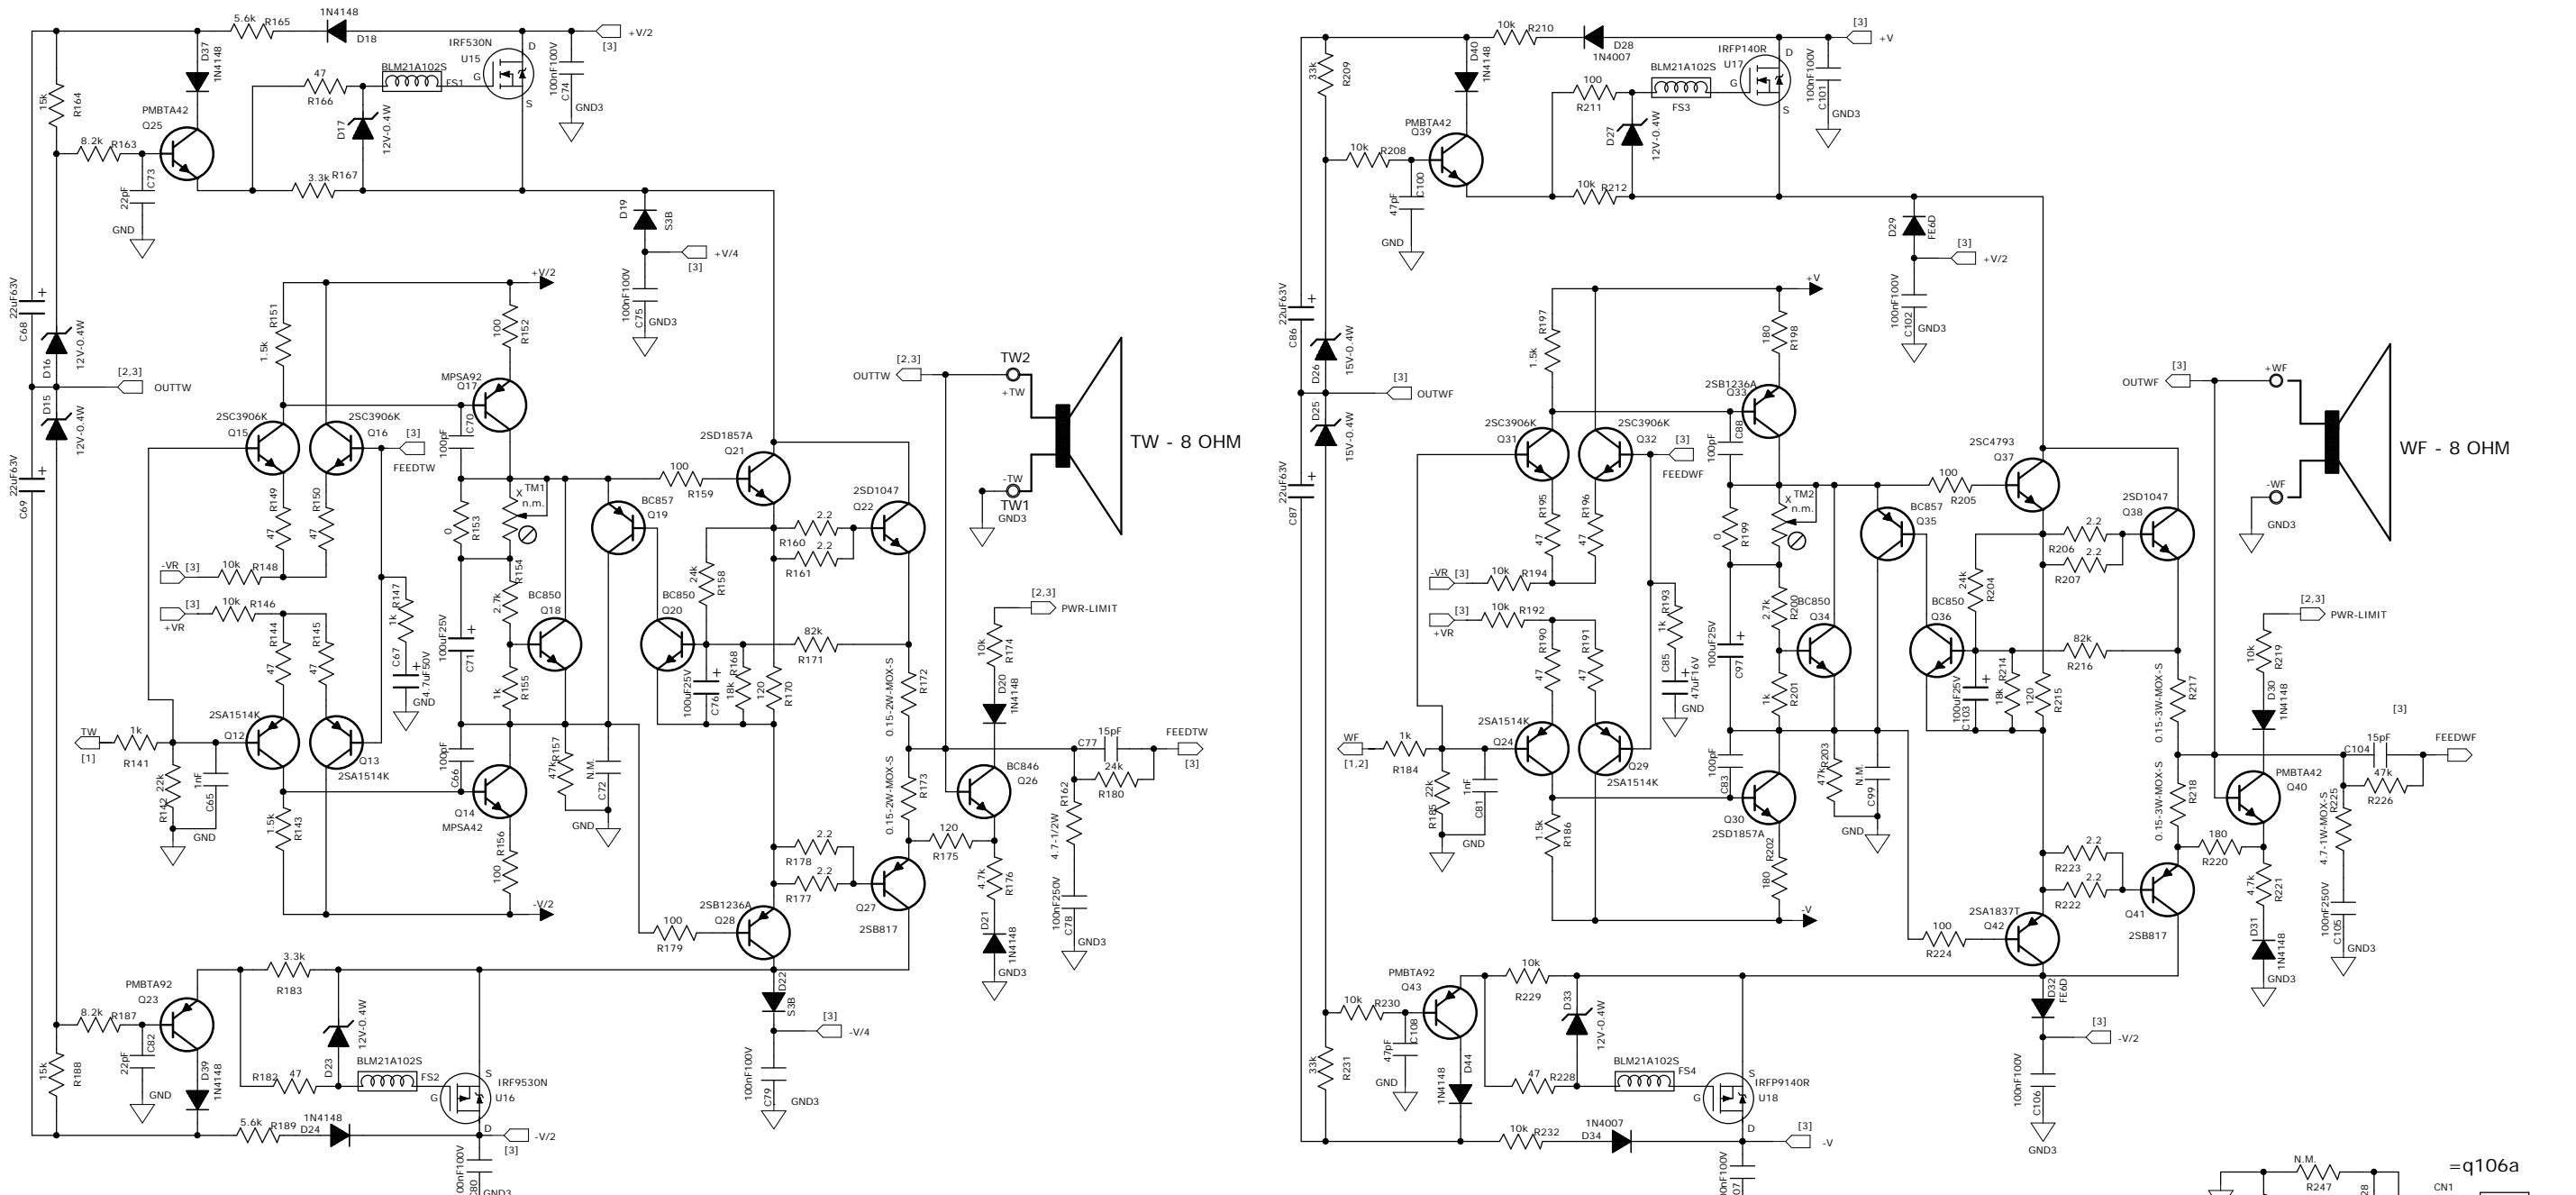 5.6k R165
1N4148
D18
[3] +V/2
D37
1N4148
IRF530N
U15
D
G
S
BLM21A102S
FS1
100nF100V
C74
GND3
47
R166
15k
R164
PMBTA42
Q25
D17
12V-0.4W
8.2k R163
22pF
C73
GND
3.3k R167
D19
S3B
+V/4
[3]
100nF100V
C75
GND3
22uF63V
C68
D16
12V-0.4W
[2,3]
OUTTW
D15
12V-0.4W
22uF63V
C69
+V/2
R151
1.5k
100
R152
MPSA92
Q17
2SC3906K
Q15
2SC3906K
Q16
[3]
FEEDTW
C70
100pF
R149
47
R150
47
R153
0
X TM1
n.m.
BC857
Q19
100
R159
2SD1857A
Q21
2SD1047
Q22
2.2
R160
2.2
R161
[2,3]
OUTTW
TW2
+TW
-TW
TW1
GND3
TW - 8 OHM
-VR [3]
10k R148
[3]
+VR
10k R146
R147
1k
C67
4.7uF50V
GND
R144
47
R145
47
R154
2.7k
BC850
Q18
BC850
Q20
24k
R158
82k
R171
100uF25V
C71
1k
R155
100uF25V
C76
R168
18k
120
R170
0.15-2W-MOX-S
R172
[2,3]
PWR-LIMIT
10k
R174
D20
1N4148
TW
[1]
1k
R141
2SA1514K
Q12
Q13
2SA1514K
R142
22k
1nF
C65
GND
1.5k
R143
100pF
C66
Q14
MPSA42
R156
100
R157
47k
N.M.
C72
GND
0.15-2W-MOX-S
R173
BC846
Q26
C77
15pF
24k
R180
FEEDTW
[3]
R162
4.7-1/2W
100nF250V
C78
GND3
120
R175
4.7k
R176
D21
1N4148
GND3
2.2
R178
2.2
R177
Q27
2SB817
2SB1236A
Q28
100
R179
-V/2
D22
S3B
[3]
-V/4
100nF100V
C79
GND3
3.3k
R183
PMBTA92
Q23
8.2k R187
22pF
C82
GND
15k
R188
D39
1N4148
D23
12V-0.4W
R182 47
BLM21A102S
FS2
IRF9530N
U16
S
G
D
5.6k R189
1N4148
D24
-V/2
[3]
GND3
10k R210
D28
1N4007
[3]
+V
33k
R209
D40
1N4148
IRFP140R
U17
D
G
S
BLM21A102S
FS3
100
R211
100nF100V
C101
GND3
PMBTA42
Q39
D27
12V-0.4W
10k R208
47pF
C100
GND
10k R212
D29
FE6D
[3]
+V/2
100nF100V
C102
GND3
22uF63V
C86
D26
15V-0.4W
[3]
OUTWF
D25
15V-0.4W
22uF63V
C87
+V
R197
1.5k
180
R198
2SB1236A
Q33
2SC3906K
Q31
2SC3906K
Q32
[3]
FEEDWF
C88
100pF
R195
47
R196
47
0
R199
X TM2
n.m.
BC857
Q35
100
R205
2SC4793
Q37
2SD1047
Q38
2.2
R206
2.2
R207
[3]
OUTWF
+WF
-WF
GND3
WF - 8 OHM
-VR [3]
10k R194
[3]
+VR
10k R192
R193
1k
C85
47uF16V
GND
R190
47
R191
47
2.7k
R200
BC850
Q34
BC850
Q36
24k
R204
82k
R216
100uF25V
C97
1k
R201
100uF25V
C103
R214
18k
120
R215
0.15-3W-MOX-S
R217
[2,3]
PWR-LIMIT
10k
R219
D30
1N4148
WF
[1,2]
1k
R184
2SA1514K
Q24
Q29
2SA1514K
R185
22k
1nF
C81
GND
1.5k
R186
100pF
C83
Q30
2SD1857A
R202
180
R203
47k
N.M.
C99
GND
0.15-3W-MOX-S
R218
PMBTA42
Q40
C104
15pF
47k
R226
[3]
FEEDWF
R225
4.7-1W-MOX-S
100nF250V
C105
GND3
180
R220
4.7k
R221
D31
1N4148
GND3
2.2
R223
2.2
R222
Q41
2SB817
2SA1837T
Q42
100
R224
-V
D32
FE6D
[3]
-V/2
100nF100V
C106
GND3
10k
R229
PMBTA92
Q43
10k R230
47pF
C108
GND
33k
R231
D44
1N4148
D33
12V-0.4W
47 R228
BLM21A102S
FS4
IRFP9140R
U18
S
G
D
10k R232
1N4007
D34
[3]
-V
N.M.
R247
=q106a
CN1